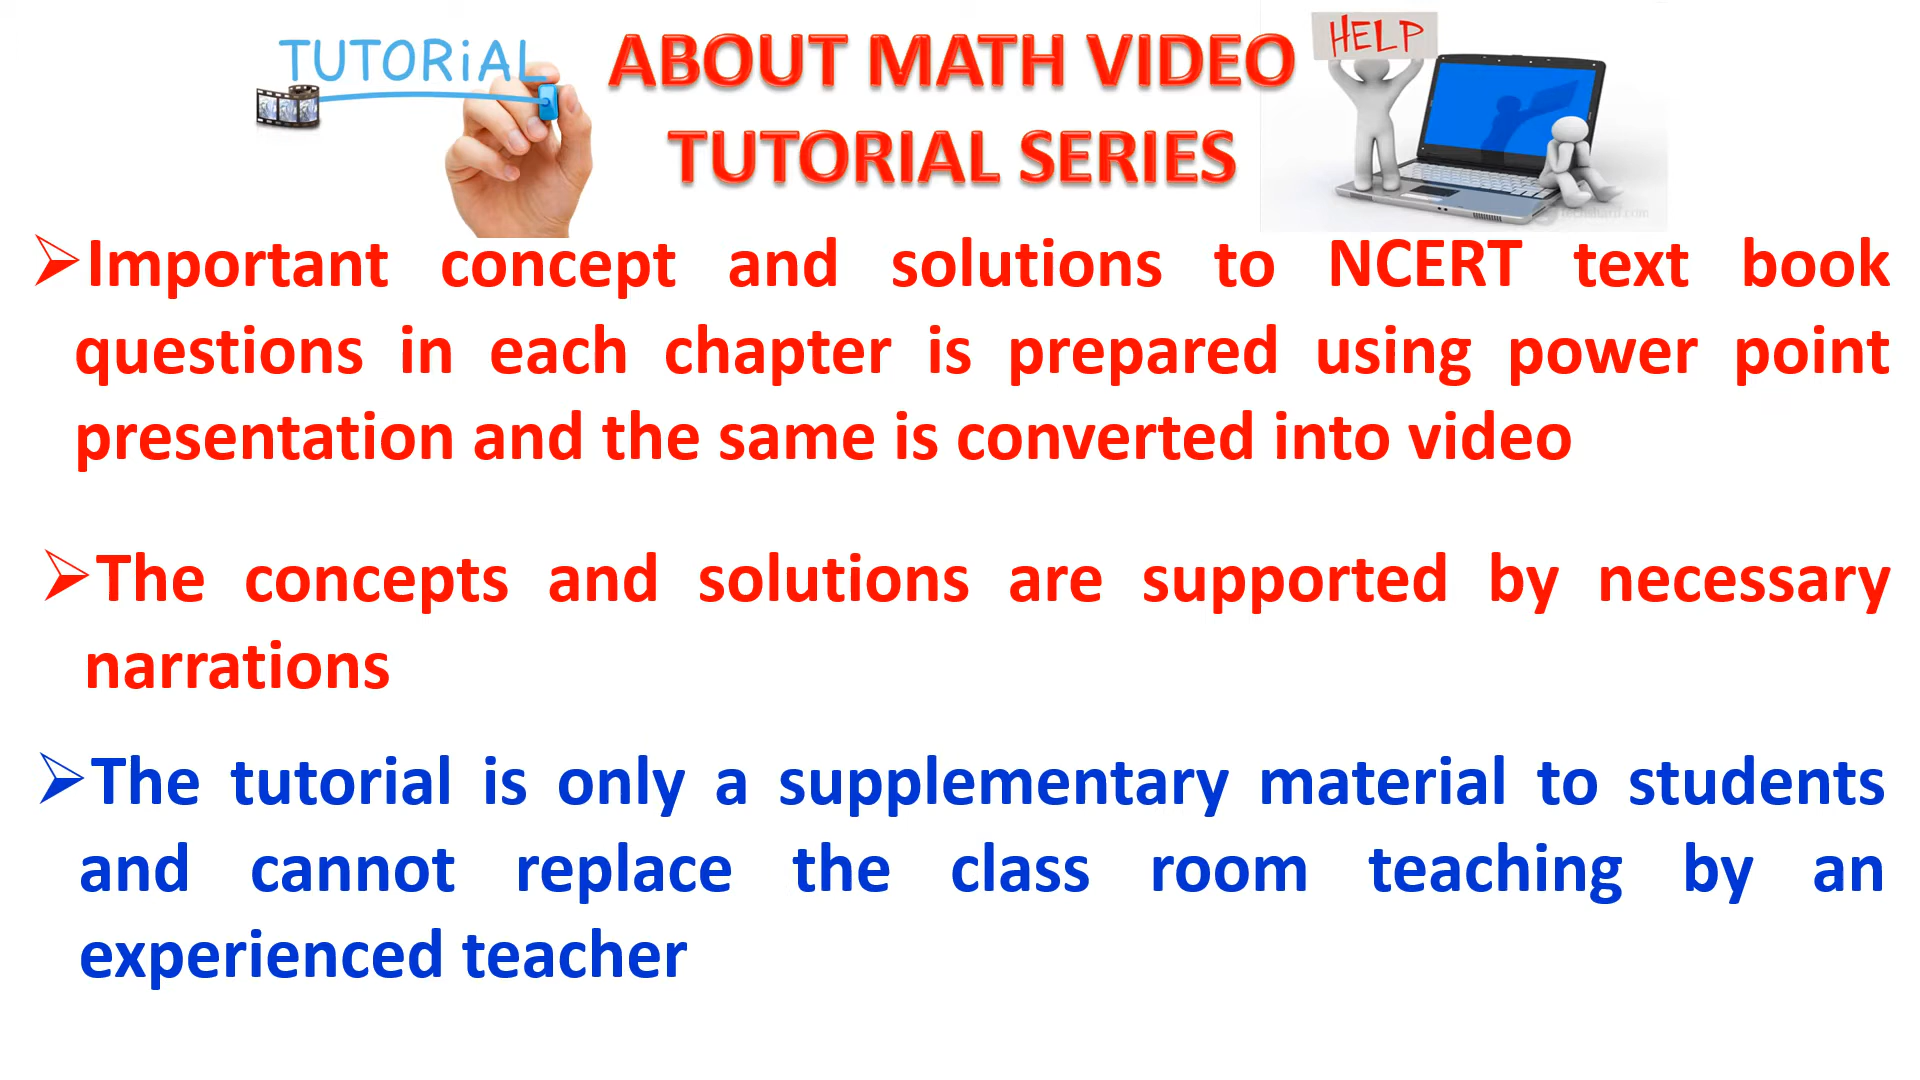 TUTORiAL
ABOUT MATH VIDEO
TUTORIAL SERIES
HELP
Important concept and solutions to NCERT text book
questions in each chapter is prepared using power point
presentation and the same is converted into video
The concepts and solutions are supported by necessary
narrations
The tutorial is only a supplementary material to students
and cannot replace the class room teaching by an
experienced teacher